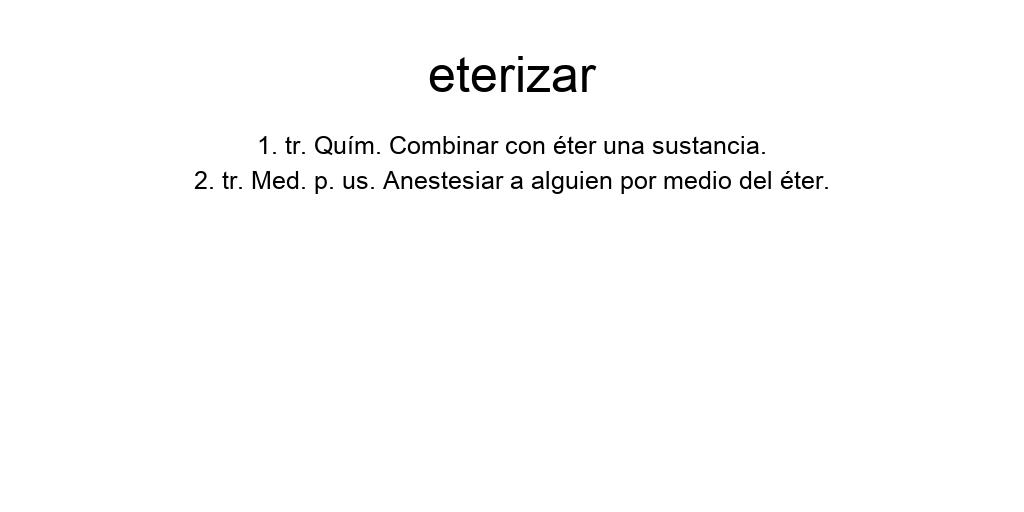 eterizar
1. tr. Quím. Combinar con éter una sustancia.
2. tr. Med. p. us. Anestesiar a alguien por medio del éter.